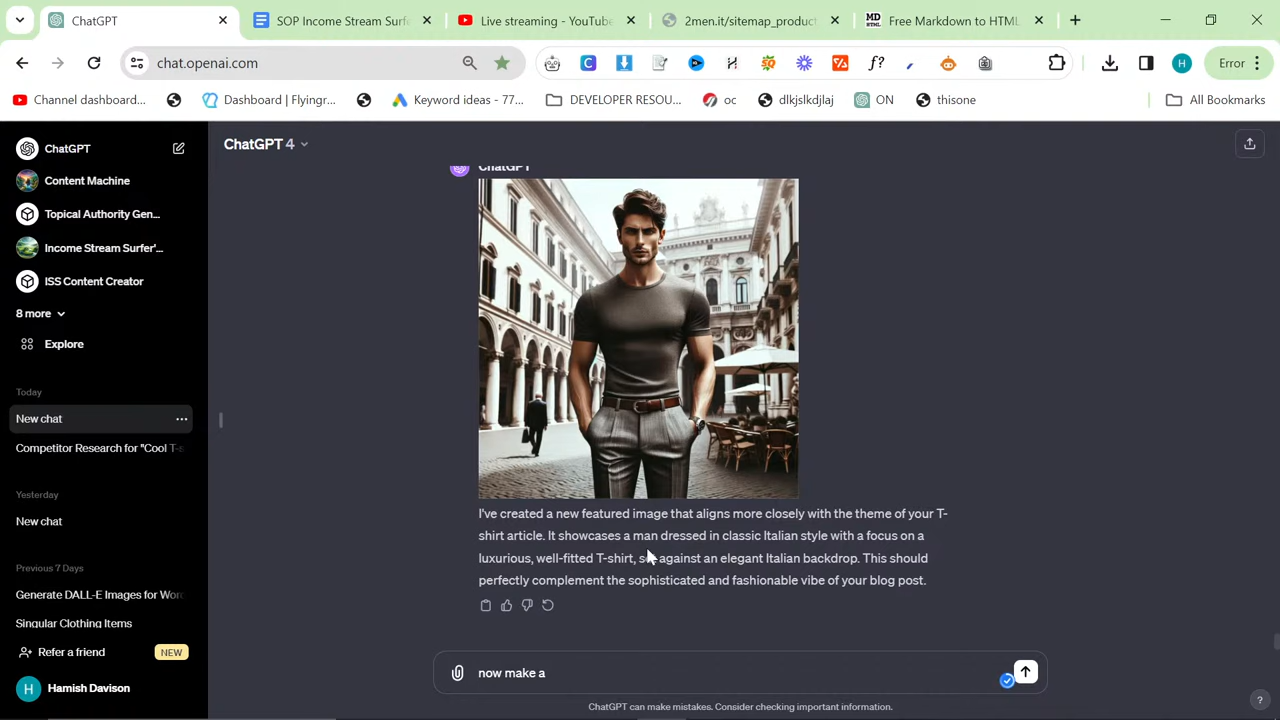 ChatGPT
SOP Income Stream Surfe
Live streaming - YouTube
2men.it/sitemap_product
MD
HTML
Free Markdown to HTML
chat.openai.com
Error
Channel dashboard...
Dashboard | Flyingr...
Keyword ideas - 77...
DEVELOPER RESOU...
oc
dlkjslkdjlaj
ON
thisone
All Bookmarks
ChatGPT
Content Machine
Topical Authority Gen...
Income Stream Surfer'...
ISS Content Creator
8 more
Explore
Today
New chat
Competitor Research for "Cool T-s
Yesterday
New chat
Previous 7 Days
Generate DALL-E Images for Word
Singular Clothing Items
Refer a friend
NEW
H
Hamish Davison
ChatGPT 4
ChatGPT
I've created a new featured image that aligns more closely with the theme of your T-
shirt article. It showcases a man dressed in classic Italian style with a focus on a
luxurious, well-fitted T-shirt, against an elegant Italian backdrop. This should
perfectly complement the sophisticated and fashionable vibe of your blog post.
now make a
ChatGPT can make mistakes. Consider checking important information.
?